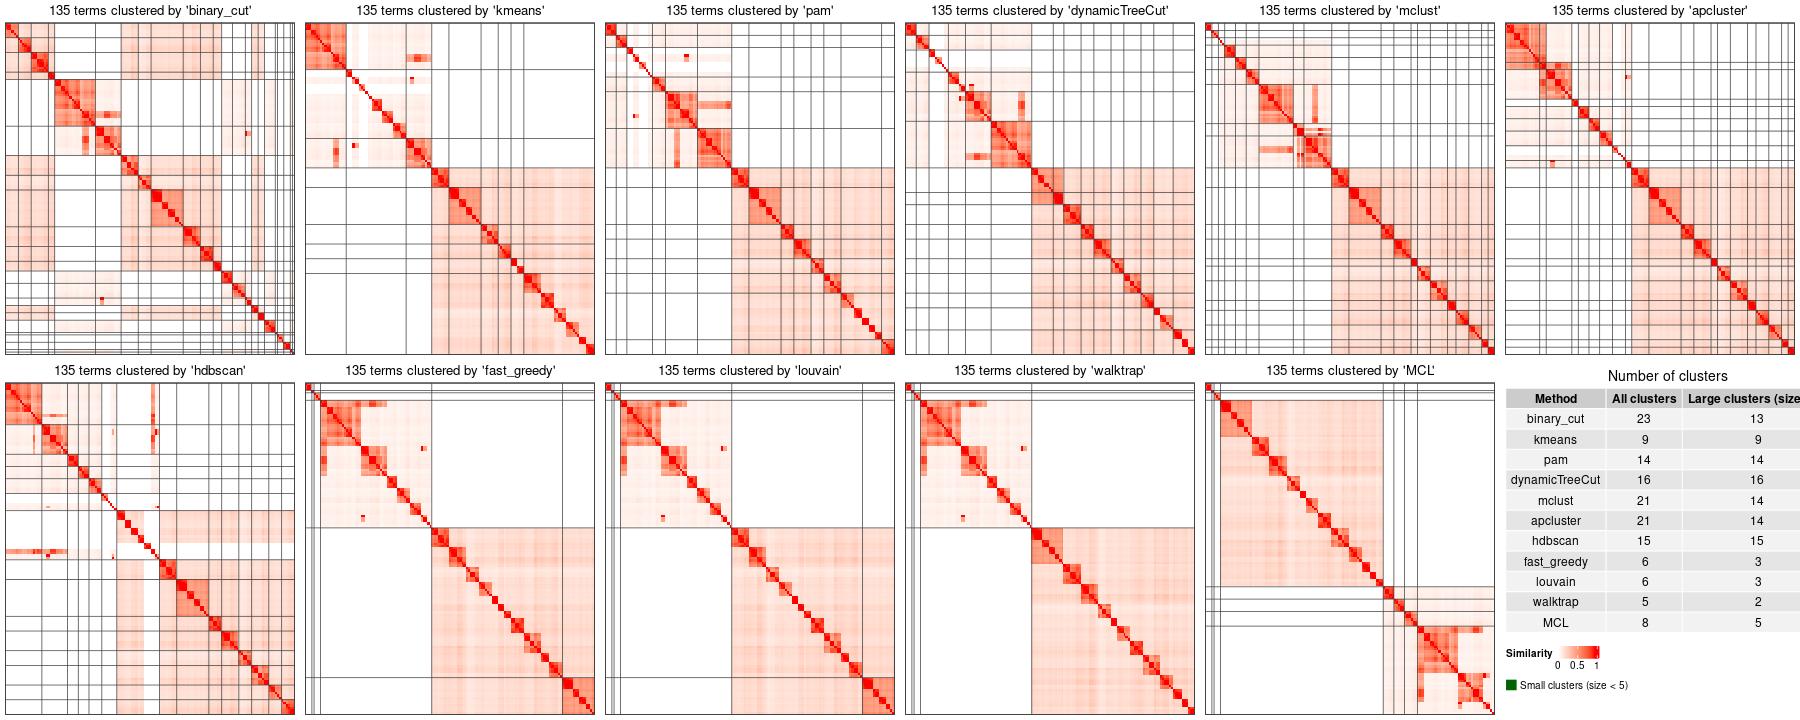 135 terms clustered by 'binary_cut'
135 terms clustered by 'kmeans'
135 terms clustered by 'pam'
135 terms clustered by 'dynamicTreeCut'
135 terms clustered by 'mclust'
135 terms clustered by 'apcluster'
135 terms clustered by 'hdbscan'
135 terms clustered by 'fast_greedy'
135 terms clustered by 'louvain'
135 terms clustered by 'walktrap'
135 terms clustered by 'MCL'
Number of clusters
Method All clusters Large clusters (size
binary_cut 23 13
kmeans 9 9
pam 14 14
dynamicTreeCut 16 16
mclust 21 14
apcluster 21 14
hdbscan 15 15
fast_greedy 6 3
louvain 6 3
walktrap 5 2
MCL 8 5
Similarity
0 0.5 1
Small clusters (size < 5)